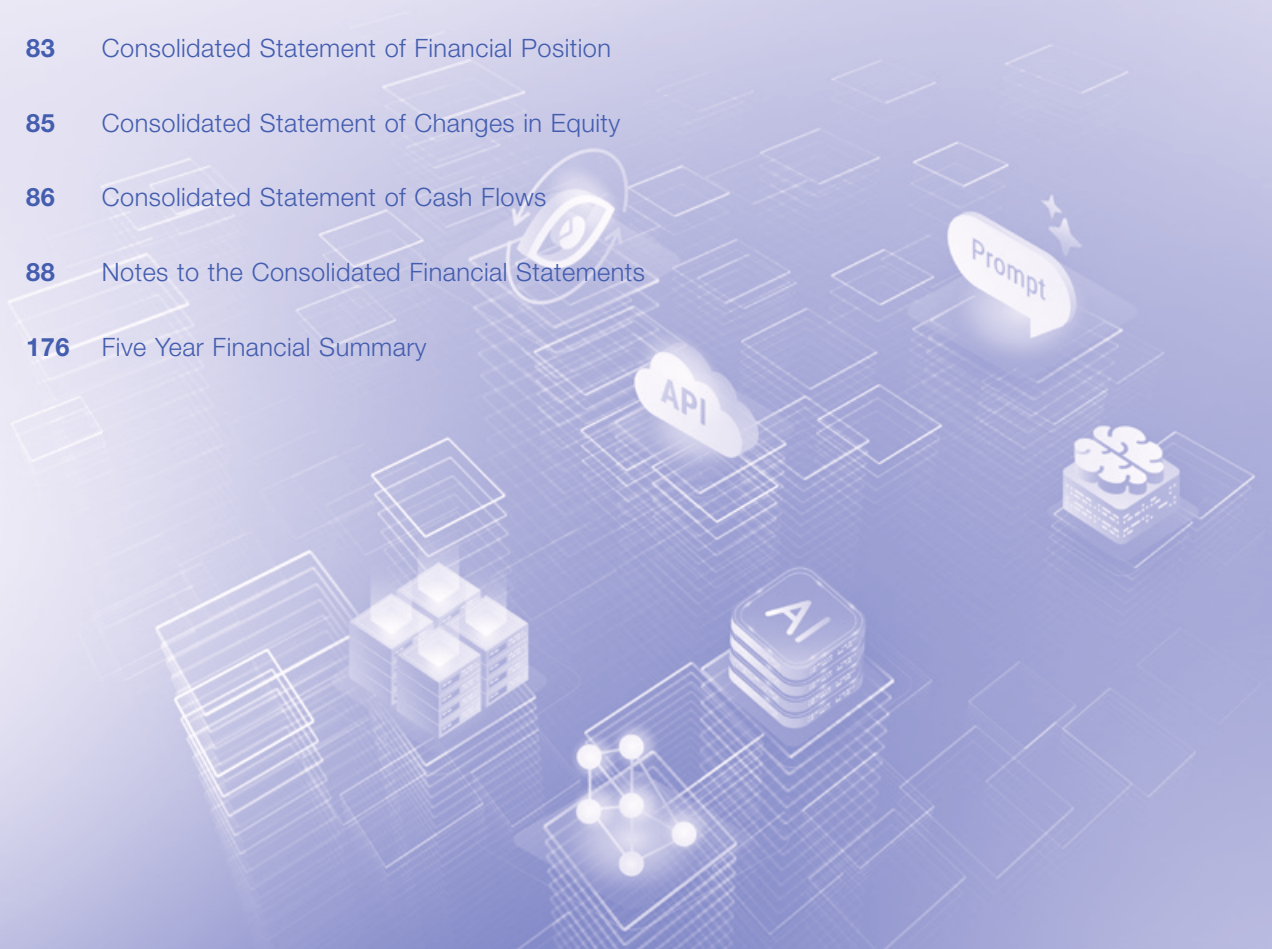 83 Consolidated Statement of Financial Position
85 Consolidated Statement of Changes in Equity
86 Consolidated Statement of Cash Flows
88 Notes to the Consolidated Financial Statements
176 Five Year Financial Summary
Prompt
API
AI